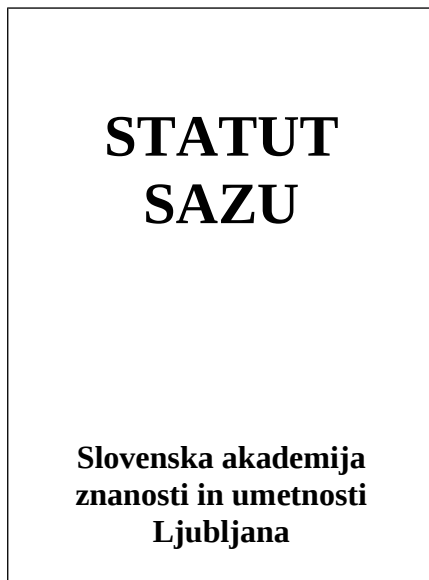 STATUT
SAZU
Slovenska akademija
znanosti in umetnosti
Ljubljana